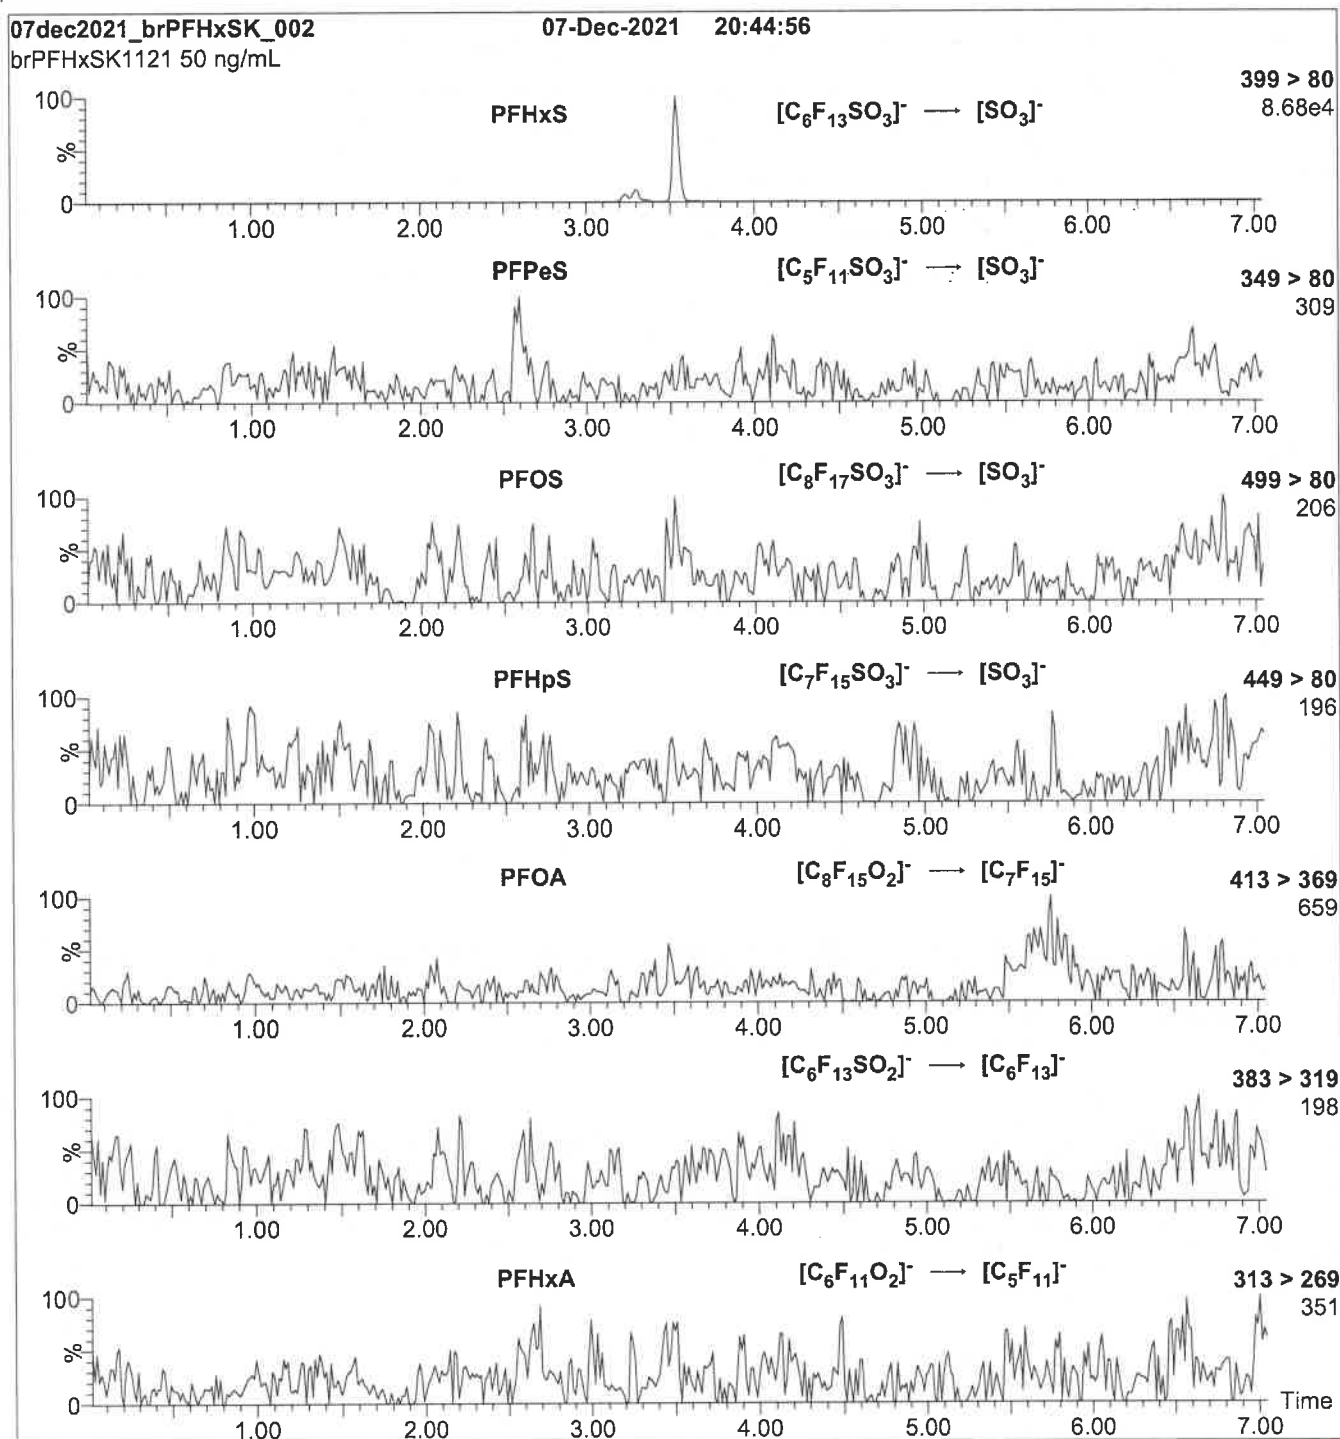 07dec2021_brPFHxSK_002 07-Dec-2021 20:44:56
brPFHxSK1121 50 ng/mL
399 > 80
PFHxS [C₆F₁₃SO₃]⁻ → [SO₃]⁻ 8.68e4
100
%
0
1.00 2.00 3.00 4.00 5.00 6.00 7.00
PFPeS [C₅F₁₁SO₃]⁻ → [SO₃]⁻ 349 > 80
309
100
%
0
1.00 2.00 3.00 4.00 5.00 6.00 7.00
PFOS [C₈F₁₇SO₃]⁻ → [SO₃]⁻ 499 > 80
206
100
%
0
1.00 2.00 3.00 4.00 5.00 6.00 7.00
PFHpS [C₇F₁₅SO₃]⁻ → [SO₃]⁻ 449 > 80
196
100
%
0
1.00 2.00 3.00 4.00 5.00 6.00 7.00
PFOA [C₈F₁₅O₂]⁻ → [C₇F₁₅]⁻ 413 > 369
659
100
%
0
1.00 2.00 3.00 4.00 5.00 6.00 7.00
[C₆F₁₃SO₂]⁻ → [C₆F₁₃]⁻ 383 > 319
198
100
%
0
1.00 2.00 3.00 4.00 5.00 6.00 7.00
PFHxA [C₆F₁₁O₂]⁻ → [C₅F₁₁]⁻ 313 > 269
351
100
%
0
Time
1.00 2.00 3.00 4.00 5.00 6.00 7.00